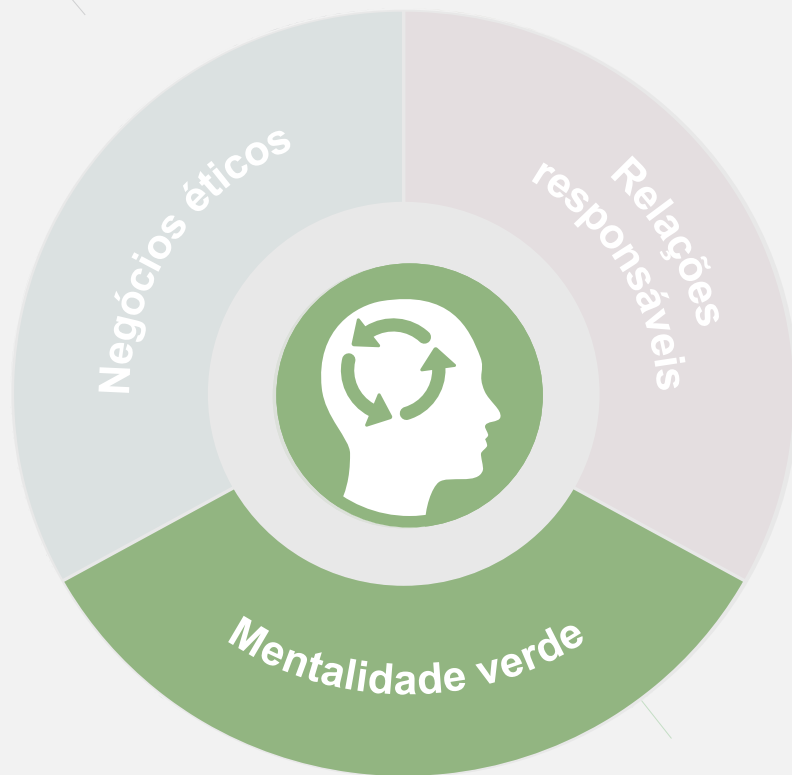 Negócios éticos
Relações
responsáveis
Mentalidade verde